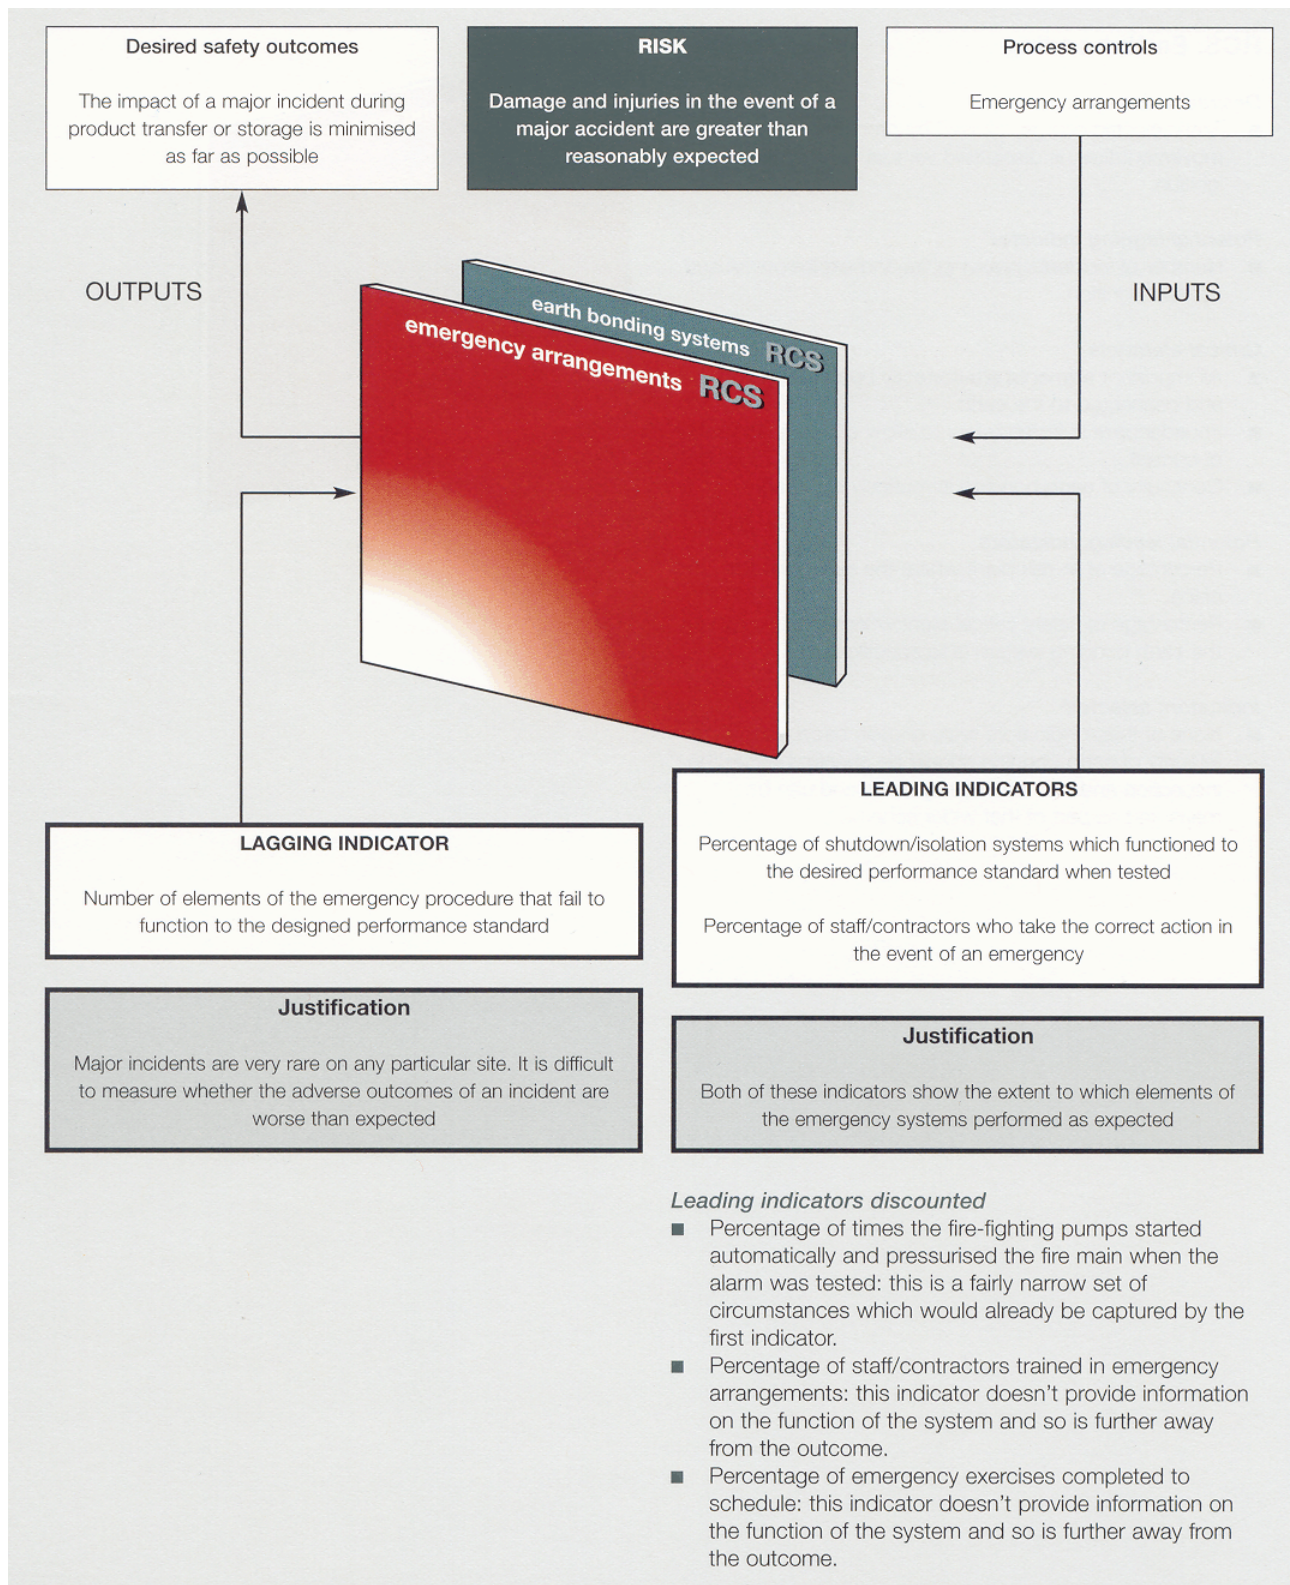 Desired safety outcomes
The impact of a major incident during
product transfer or storage is minimised
as far as possible
RISK
Damage and injuries in the event of a
major accident are greater than
reasonably expected
Process controls
Emergency arrangements
OUTPUTS
INPUTS
earth bonding systems RCS
emergency arrangements RCS
LAGGING INDICATOR
Number of elements of the emergency procedure that fail to
function to the designed performance standard
Justification
Major incidents are very rare on any particular site. It is difficult
to measure whether the adverse outcomes of an incident are
worse than expected
LEADING INDICATORS
Percentage of shutdown/isolation systems which functioned to
the desired performance standard when tested
Percentage of staff/contractors who take the correct action in
the event of an emergency
Justification
Both of these indicators show the extent to which elements of
the emergency systems performed as expected
Leading indicators discounted
■ Percentage of times the fire-fighting pumps started
automatically and pressurised the fire main when the
alarm was tested: this is a fairly narrow set of
circumstances which would already be captured by the
first indicator.
■ Percentage of staff/contractors trained in emergency
arrangements: this indicator doesn't provide information
on the function of the system and so is further away
from the outcome.
■ Percentage of emergency exercises completed to
schedule: this indicator doesn't provide information on
the function of the system and so is further away from
the outcome.